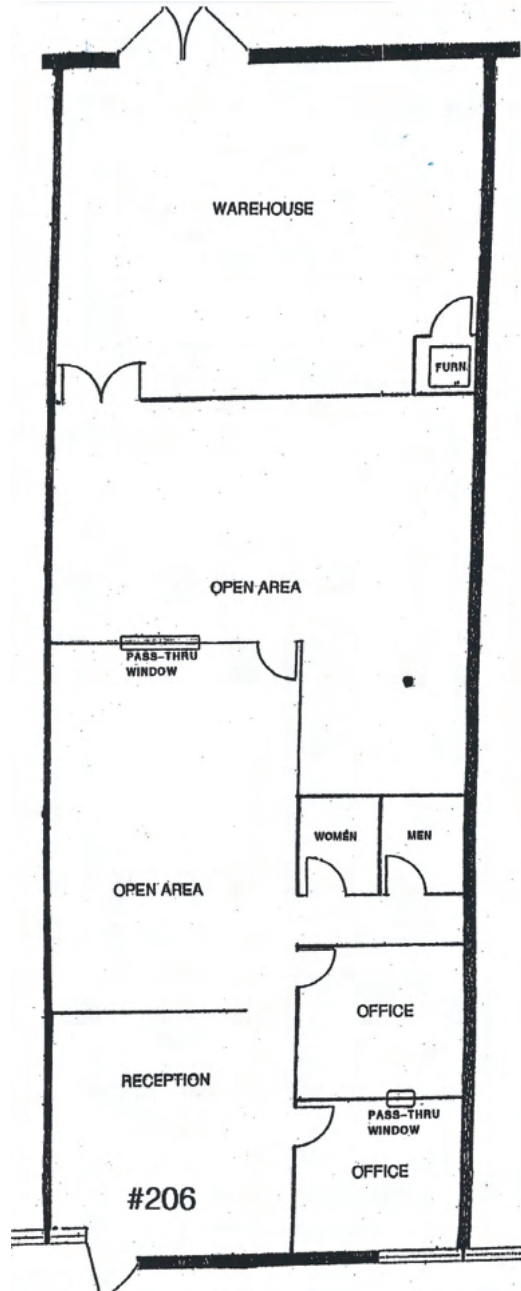 WAREHOUSE
FURN.
OPEN AREA
PASS-THRU
WINDOW
WOMEN
MEN
OPEN AREA
OFFICE
RECEPTION
PASS-THRU
WINDOW
OFFICE
#206